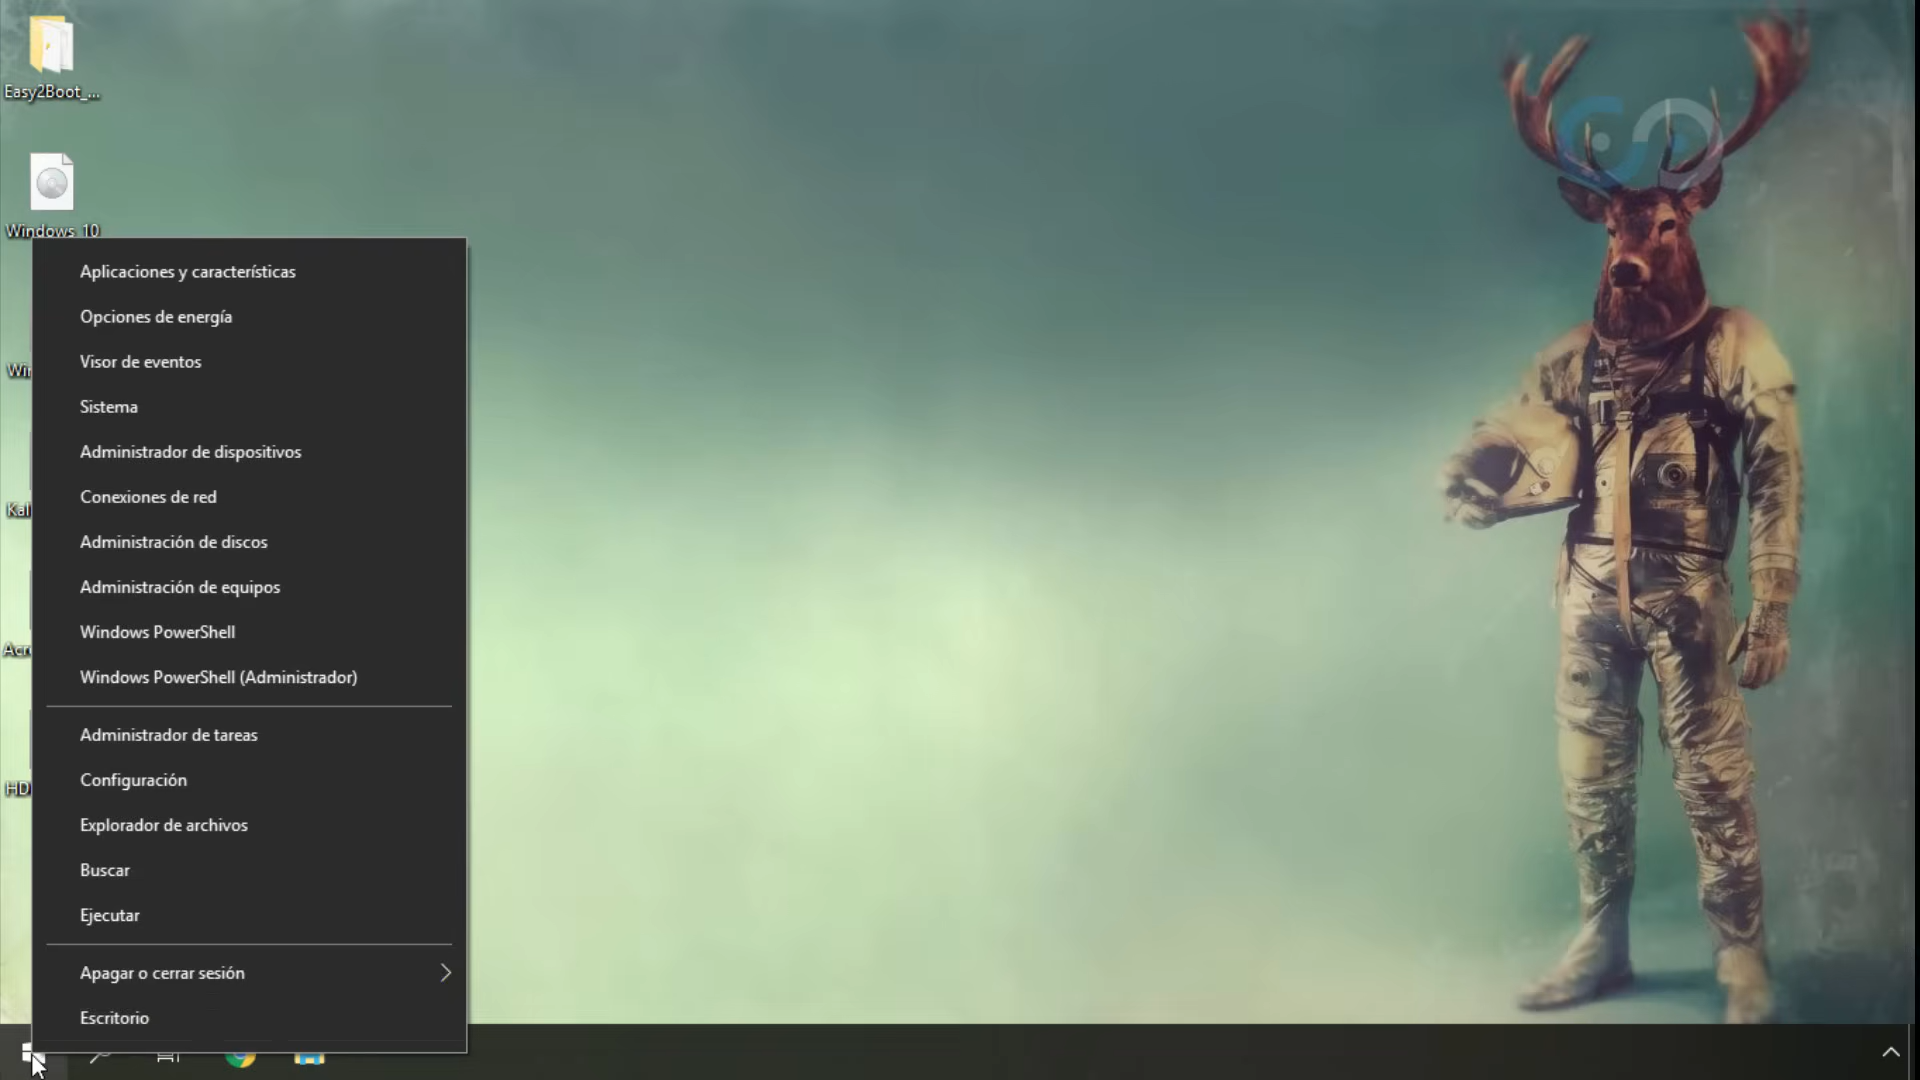 Easy2Boot_...
Windows 10
Aplicaciones y características
Opciones de energía
Visor de eventos
Sistema
Administrador de dispositivos
Conexiones de red
Administración de discos
Administración de equipos
Windows PowerShell
Windows PowerShell (Administrador)
Administrador de tareas
Configuración
Explorador de archivos
Buscar
Ejecutar
Apagar o cerrar sesión
Escritorio